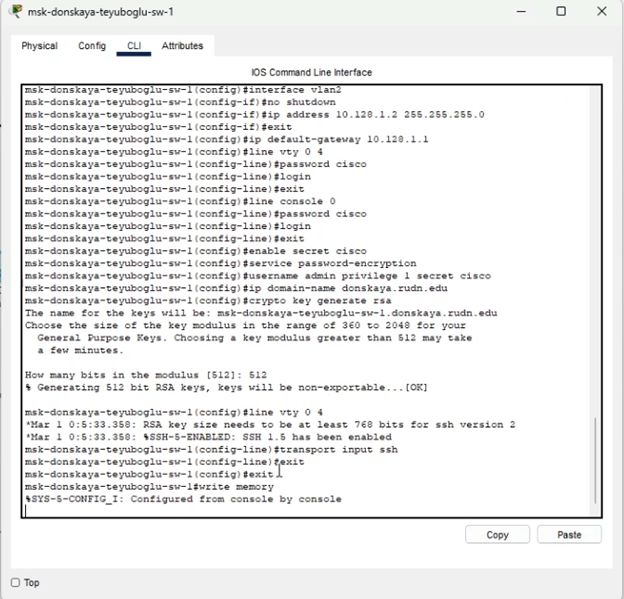 msk-donskaya-teyuboglu-sw-1
Physical Config CLI Attributes
IOS Command Line Interface
msk-donskaya-teyuboglu-sw-1(config)#interface vlan2
msk-donskaya-teyuboglu-sw-1(config-if)#no shutdown
msk-donskaya-teyuboglu-sw-1(config-if)#ip address 10.128.1.2 255.255.255.0
msk-donskaya-teyuboglu-sw-1(config-if)#exit
msk-donskaya-teyuboglu-sw-1(config)#ip default-gateway 10.128.1.1
msk-donskaya-teyuboglu-sw-1(config)#line vty 0 4
msk-donskaya-teyuboglu-sw-1(config-line)#password cisco
msk-donskaya-teyuboglu-sw-1(config-line)#login
msk-donskaya-teyuboglu-sw-1(config-line)#exit
msk-donskaya-teyuboglu-sw-1(config)#line console 0
msk-donskaya-teyuboglu-sw-1(config-line)#password cisco
msk-donskaya-teyuboglu-sw-1(config-line)#login
msk-donskaya-teyuboglu-sw-1(config-line)#exit
msk-donskaya-teyuboglu-sw-1(config)#enable secret cisco
msk-donskaya-teyuboglu-sw-1(config)#service password-encryption
msk-donskaya-teyuboglu-sw-1(config)#username admin privilege 1 secret cisco
msk-donskaya-teyuboglu-sw-1(config)#ip domain-name donskaya.rudn.edu
msk-donskaya-teyuboglu-sw-1(config)#crypto key generate rsa
The name for the keys will be: msk-donskaya-teyuboglu-sw-1.donskaya.rudn.edu
Choose the size of the key modulus in the range of 360 to 2048 for your
General Purpose Keys. Choosing a key modulus greater than 512 may take
a few minutes.
How many bits in the modulus [512]: 512
% Generating 512 bit RSA keys, keys will be non-exportable...[OK]
msk-donskaya-teyuboglu-sw-1(config)#line vty 0 4
*Mar 1 0:5:33.358: RSA key size needs to be at least 768 bits for ssh version 2
*Mar 1 0:5:33.358: %SSH-5-ENABLED: SSH 1.5 has been enabled
msk-donskaya-teyuboglu-sw-1(config-line)#transport input ssh
msk-donskaya-teyuboglu-sw-1(config-line)#exit
msk-donskaya-teyuboglu-sw-1(config)#exit
msk-donskaya-teyuboglu-sw-1#write memory
%SYS-5-CONFIG_I: Configured from console by console
Copy Paste
Top